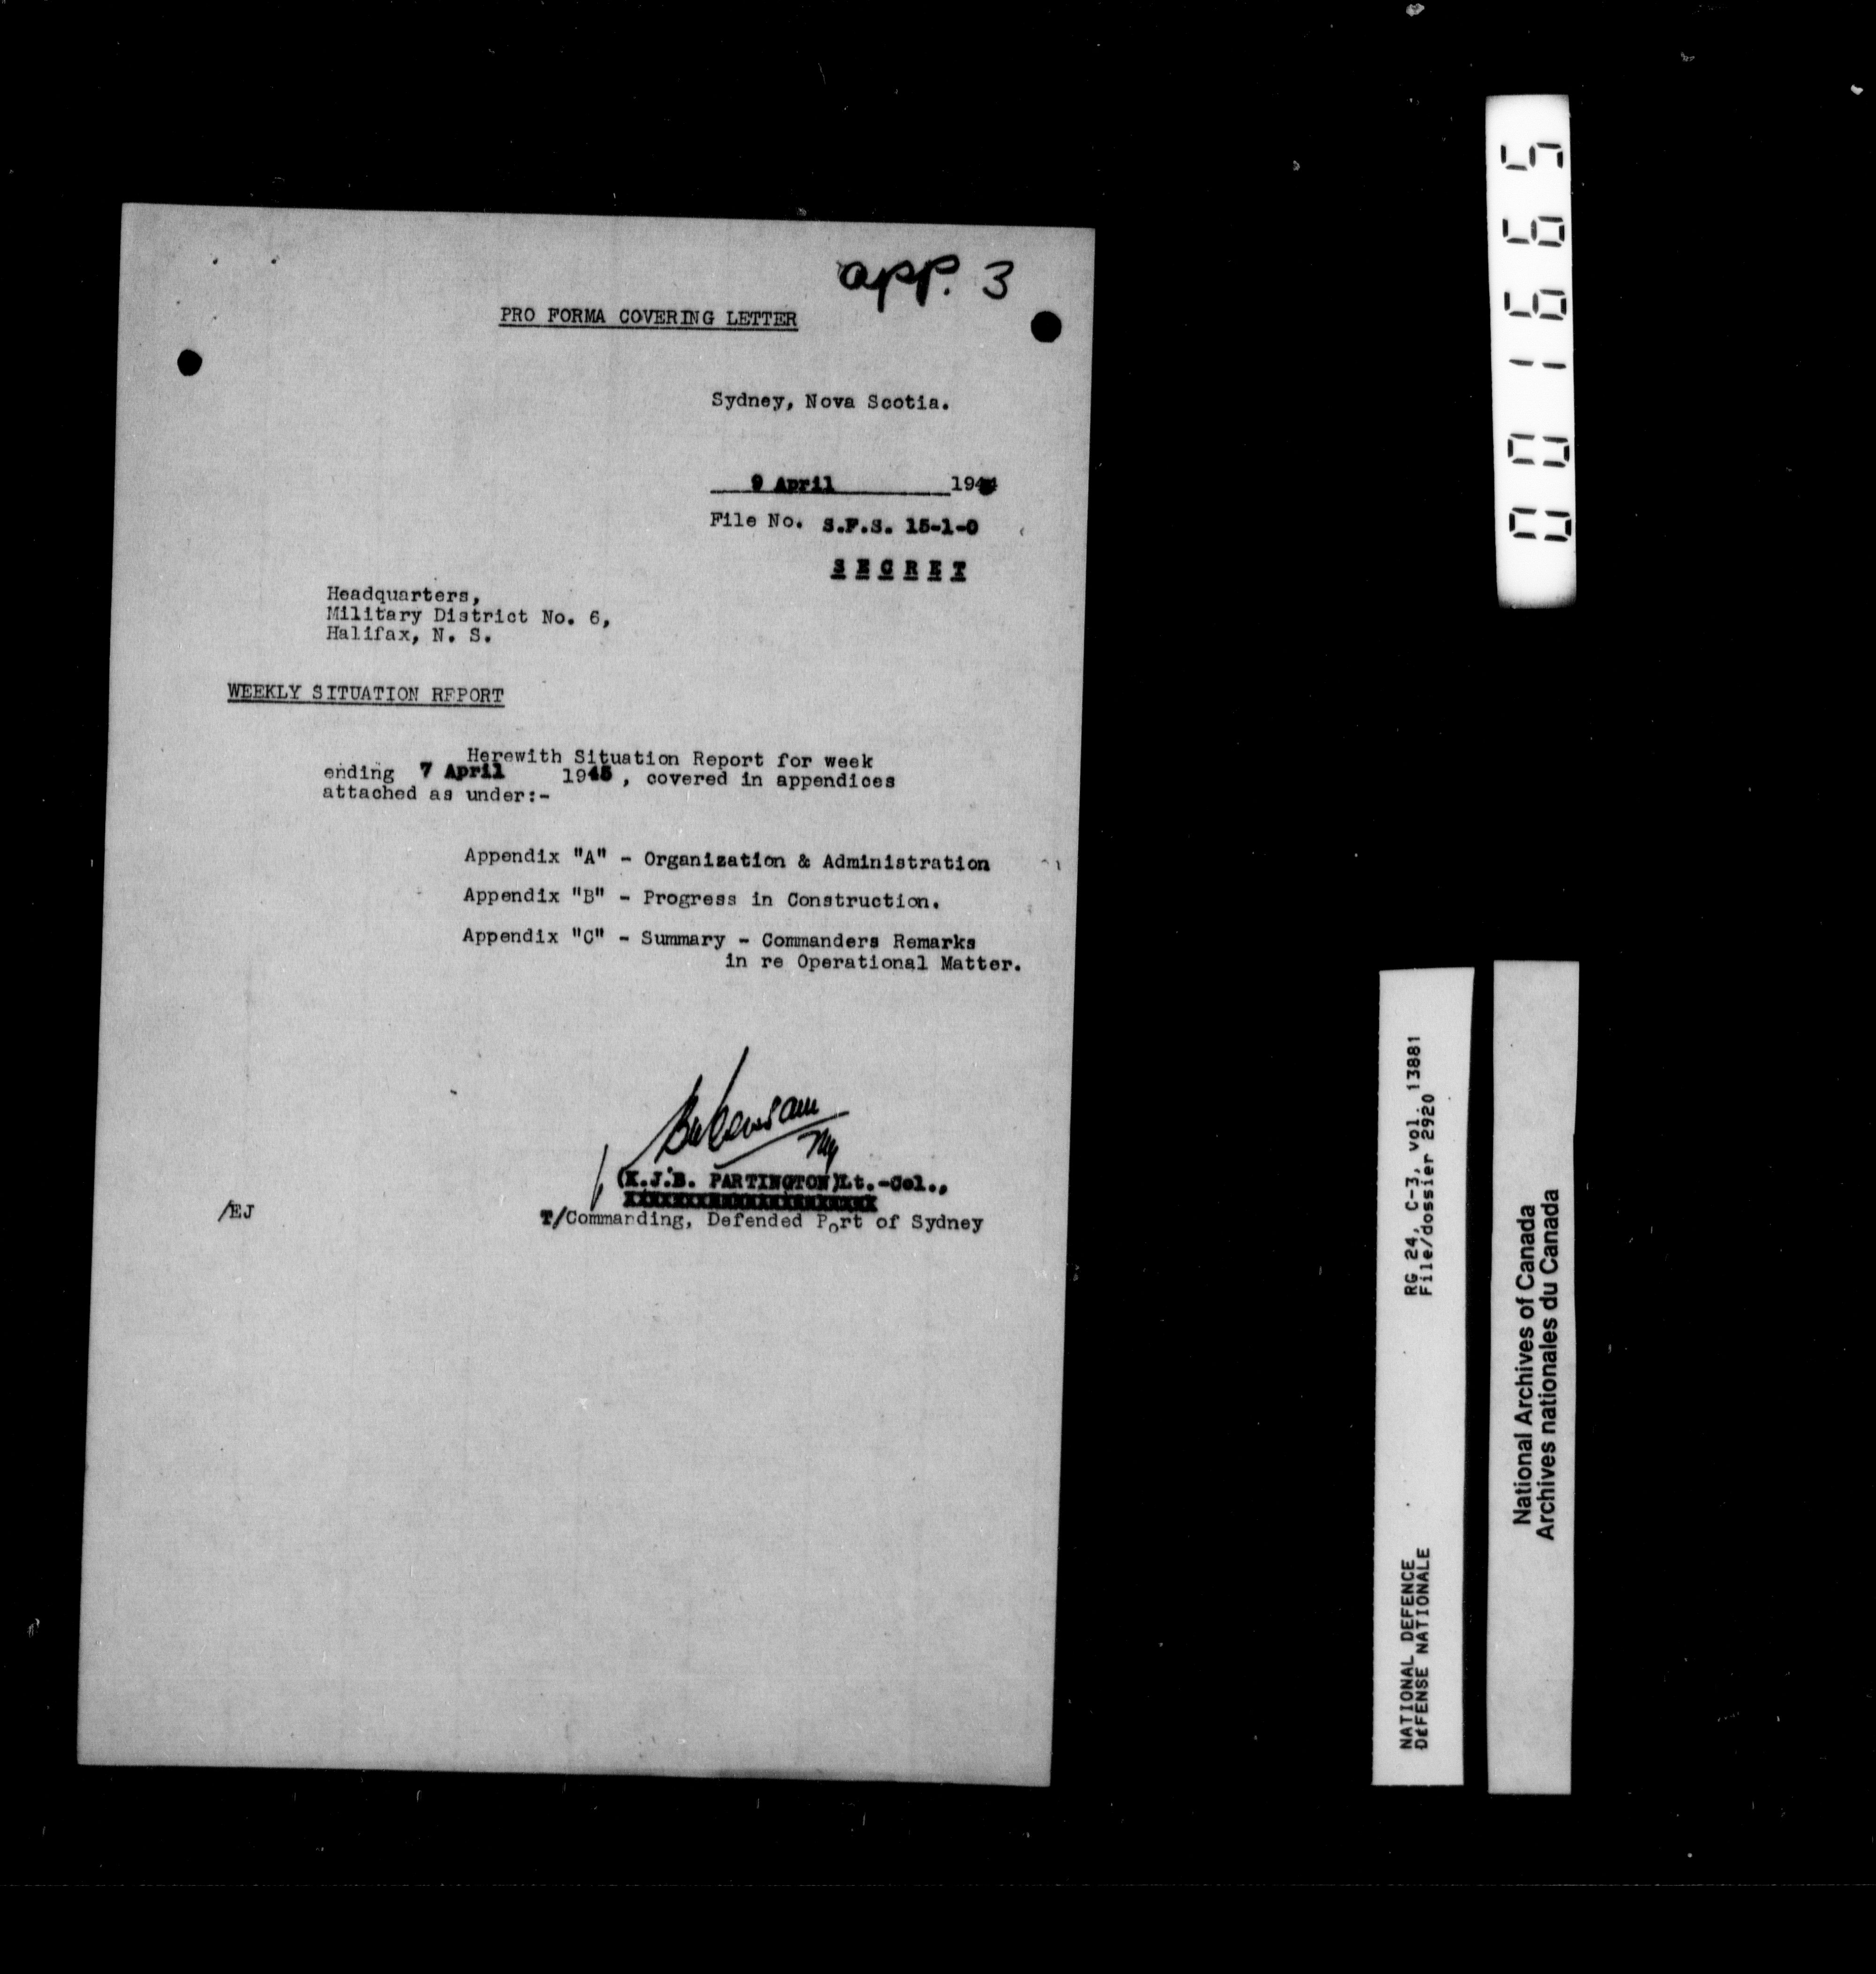 app. 3
PRO FORMA COVERING LETTER
Sydney, Nova Scotia.
9 April 194
File No. S.F.S. 15-1-0
SECRET
Headquarters,
Military District No. 6,
Halifax, N. S.
WEEKLY SITUATION REPORT
Herewith Situation Report for week
ending 7 April 1945, covered in appendices
attached as under:-
Appendix "A" - Organization & Administration
Appendix "B" - Progress in Construction.
Appendix "C" - Summary - Commanders Remarks
in re Operational Matter.
(K.J.B. PARTINGTON)Lt.-Col.,
T/Commanding, Defended Port of Sydney
/EJ
001665
RG 24, C-3, vol. 13881
File/dossier 2920
NATIONAL DEFENCE
DéFENSE NATIONALE
National Archives of Canada
Archives nationales du Canada